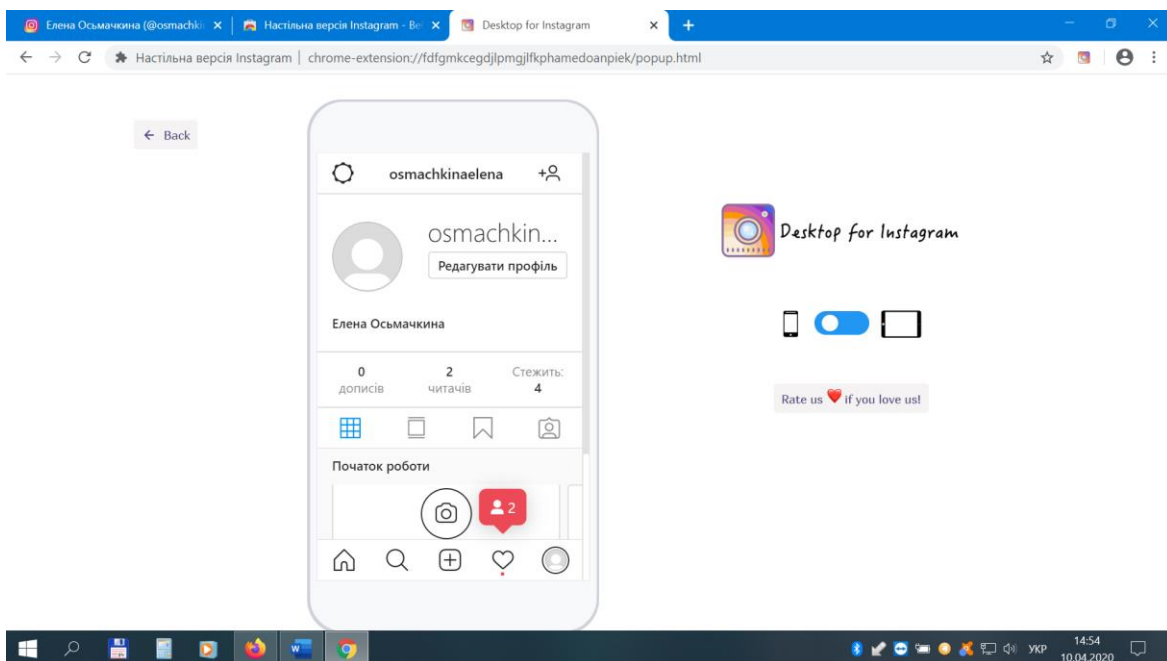 Елена Осьмачкина (@osmachki
Настільна версія Instagram - Ве
Desktop for Instagram
Настільна версія Instagram | chrome-extension://fdfgmkcegdjlpmgjlfkphamedoanpiek/popup.html
← Back
osmachkinaelena
osmachkin...
Редагувати профіль
Елена Осьмачкина
0 2 Стежить:
дописів читачів 4
Початок роботи
2
Desktop for Instagram
Rate us ❤ if you love us!
14:54
УКР
10.04.2020